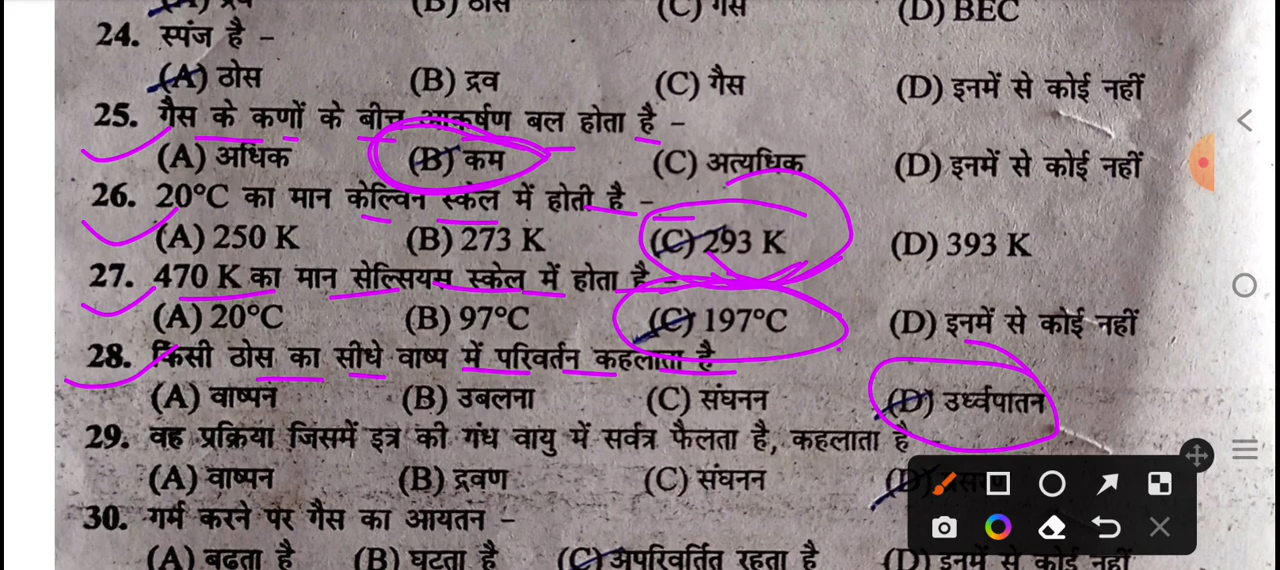 (B) ठोस (C) गैस (D) BEC
24. स्पंज है –
(A) ठोस (B) द्रव (C) गैस (D) इनमें से कोई नहीं
25. गैस के कणों के बीच आकर्षण बल होता है –
(A) अधिक (B) कम (C) अत्यधिक (D) इनमें से कोई नहीं
26. 20°C का मान केल्विन स्केल में होती है –
(A) 250 K (B) 273 K (C) 293 K (D) 393 K
27. 470 K का मान सेल्सियस स्केल में होता है –
(A) 20°C (B) 97°C (C) 197°C (D) इनमें से कोई नहीं
28. किसी ठोस का सीधे वाष्प में परिवर्तन कहलाता है
(A) वाष्पन (B) उबलना (C) संघनन (D) उर्ध्वपातन
29. वह प्रक्रिया जिसमें इत्र की गंध वायु में सर्वत्र फैलता है, कहलाता है
(A) वाष्पन (B) द्रवण (C) संघनन (D)
30. गर्म करने पर गैस का आयतन –
(A) बढता है (B) घटता है (C) अपरिवर्तित रहता है (D) इनमें से कोई नहीं